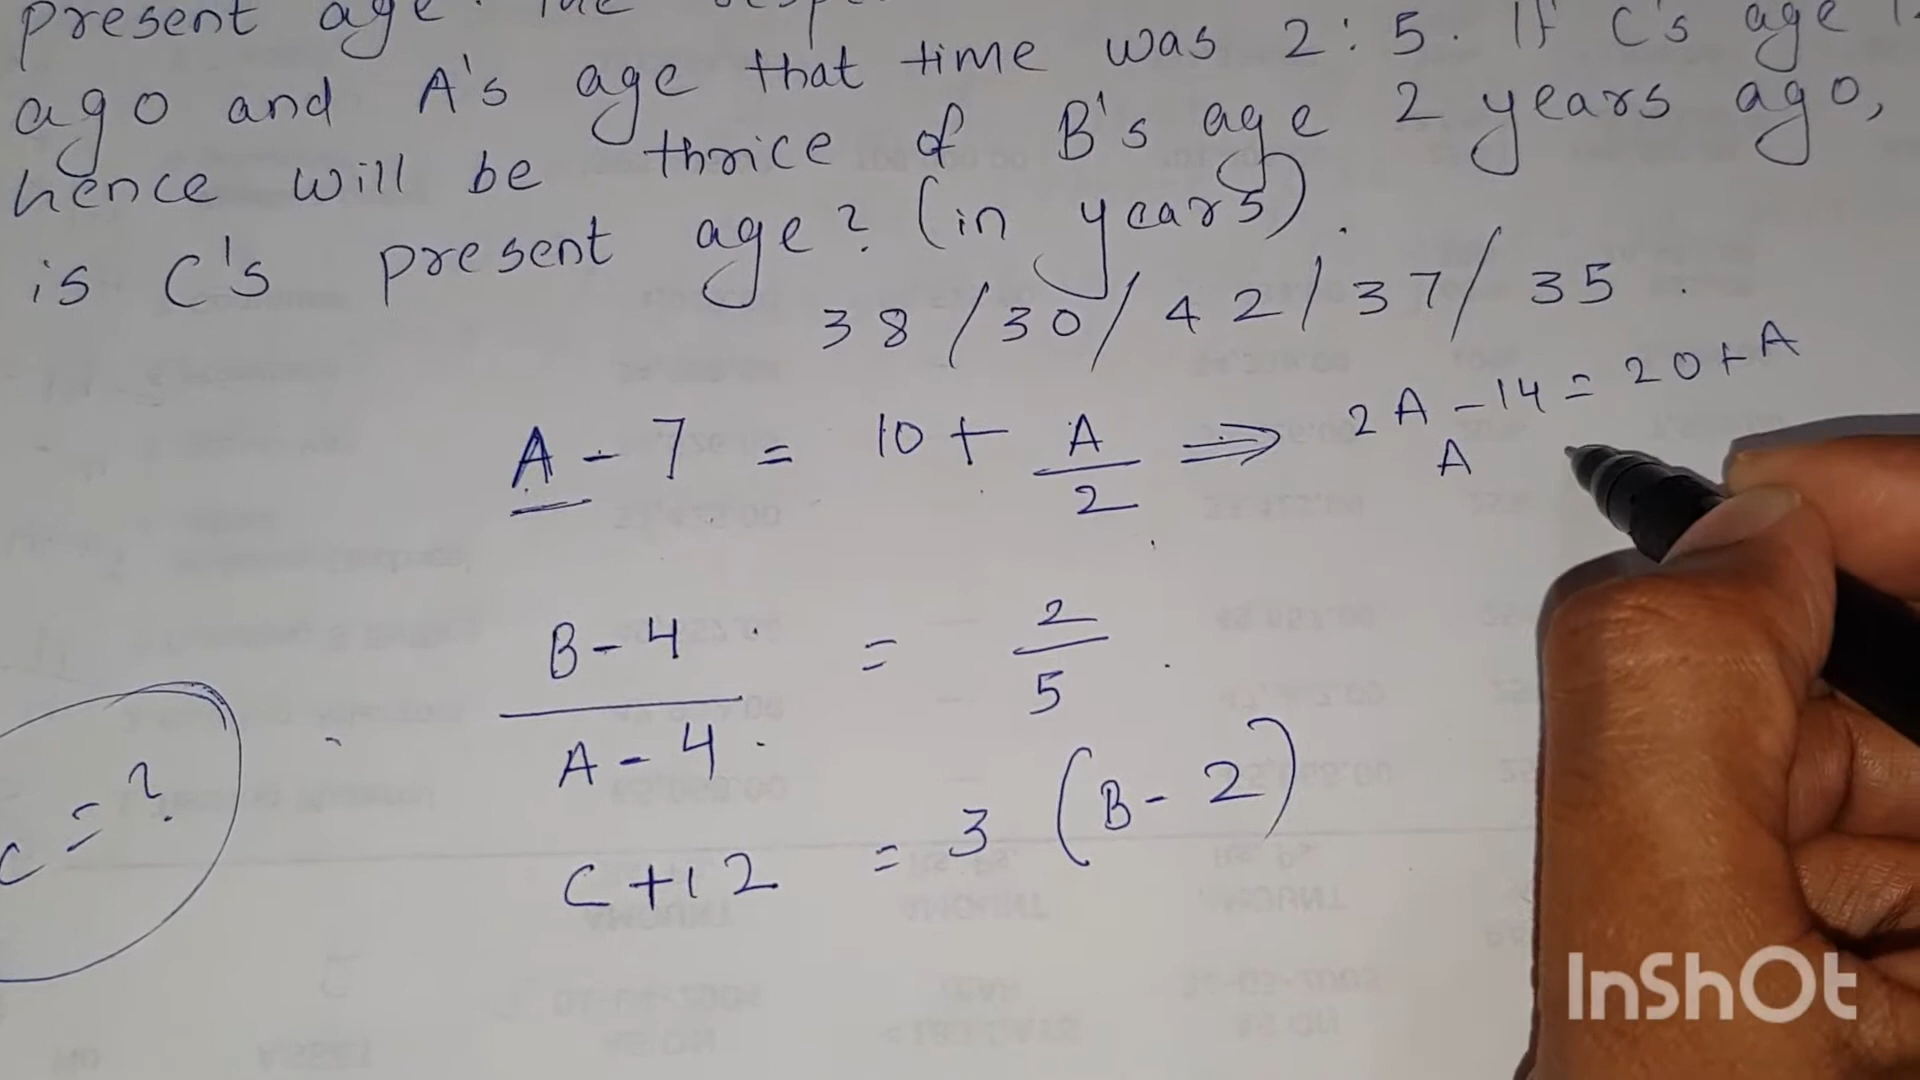 present age. The
ago and A's age that time was 2 : 5. If C's age
hence will be thrice of B's age 2 years ago,
is C's present age? (in years).
38 / 30 / 42 / 37 / 35.
A - 7 = 10 + A/2 ⇒ 2A - 14 = 20 + A
A
B - 4 / A - 4 = 2/5
C + 12 = 3 (B - 2)
C = ?
InShOt